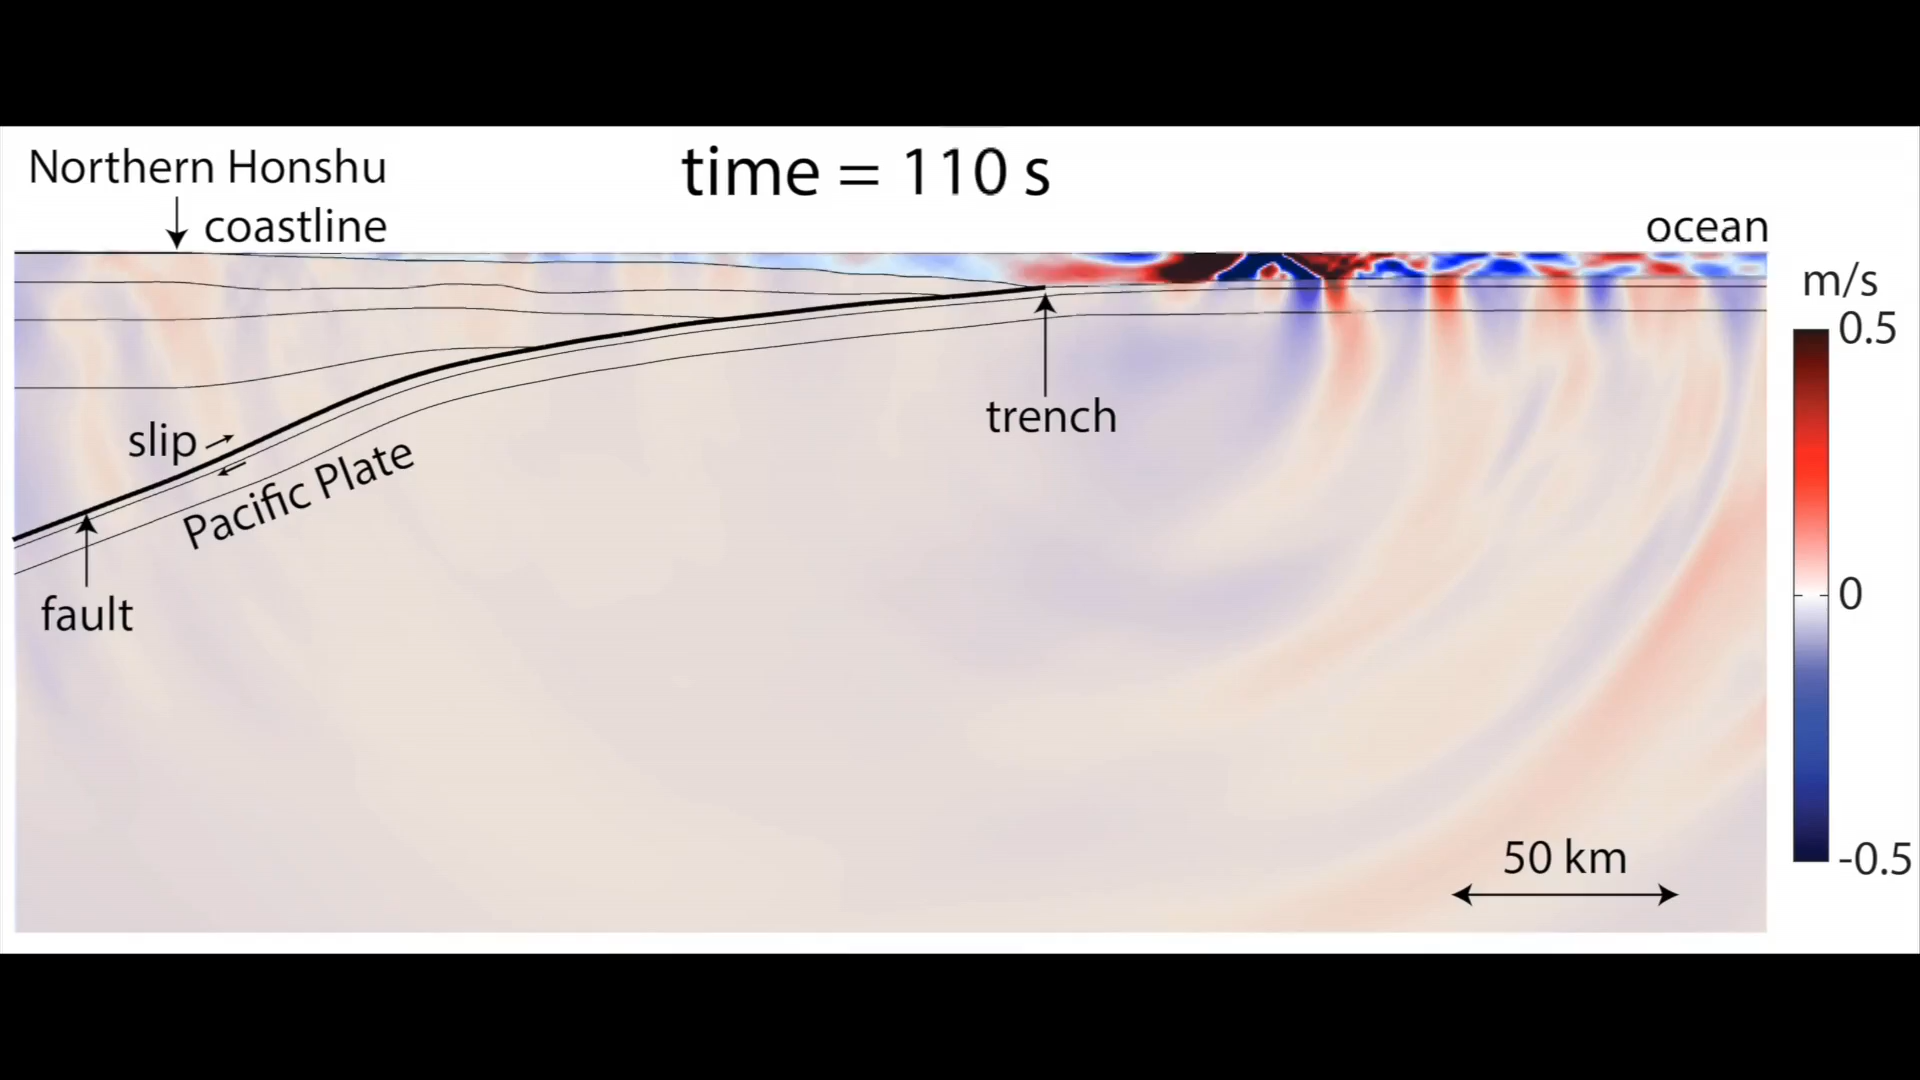 Northern Honshu
time = 110 s
coastline
ocean
m/s
0.5
trench
slip
Pacific Plate
0
fault
50 km
-0.5